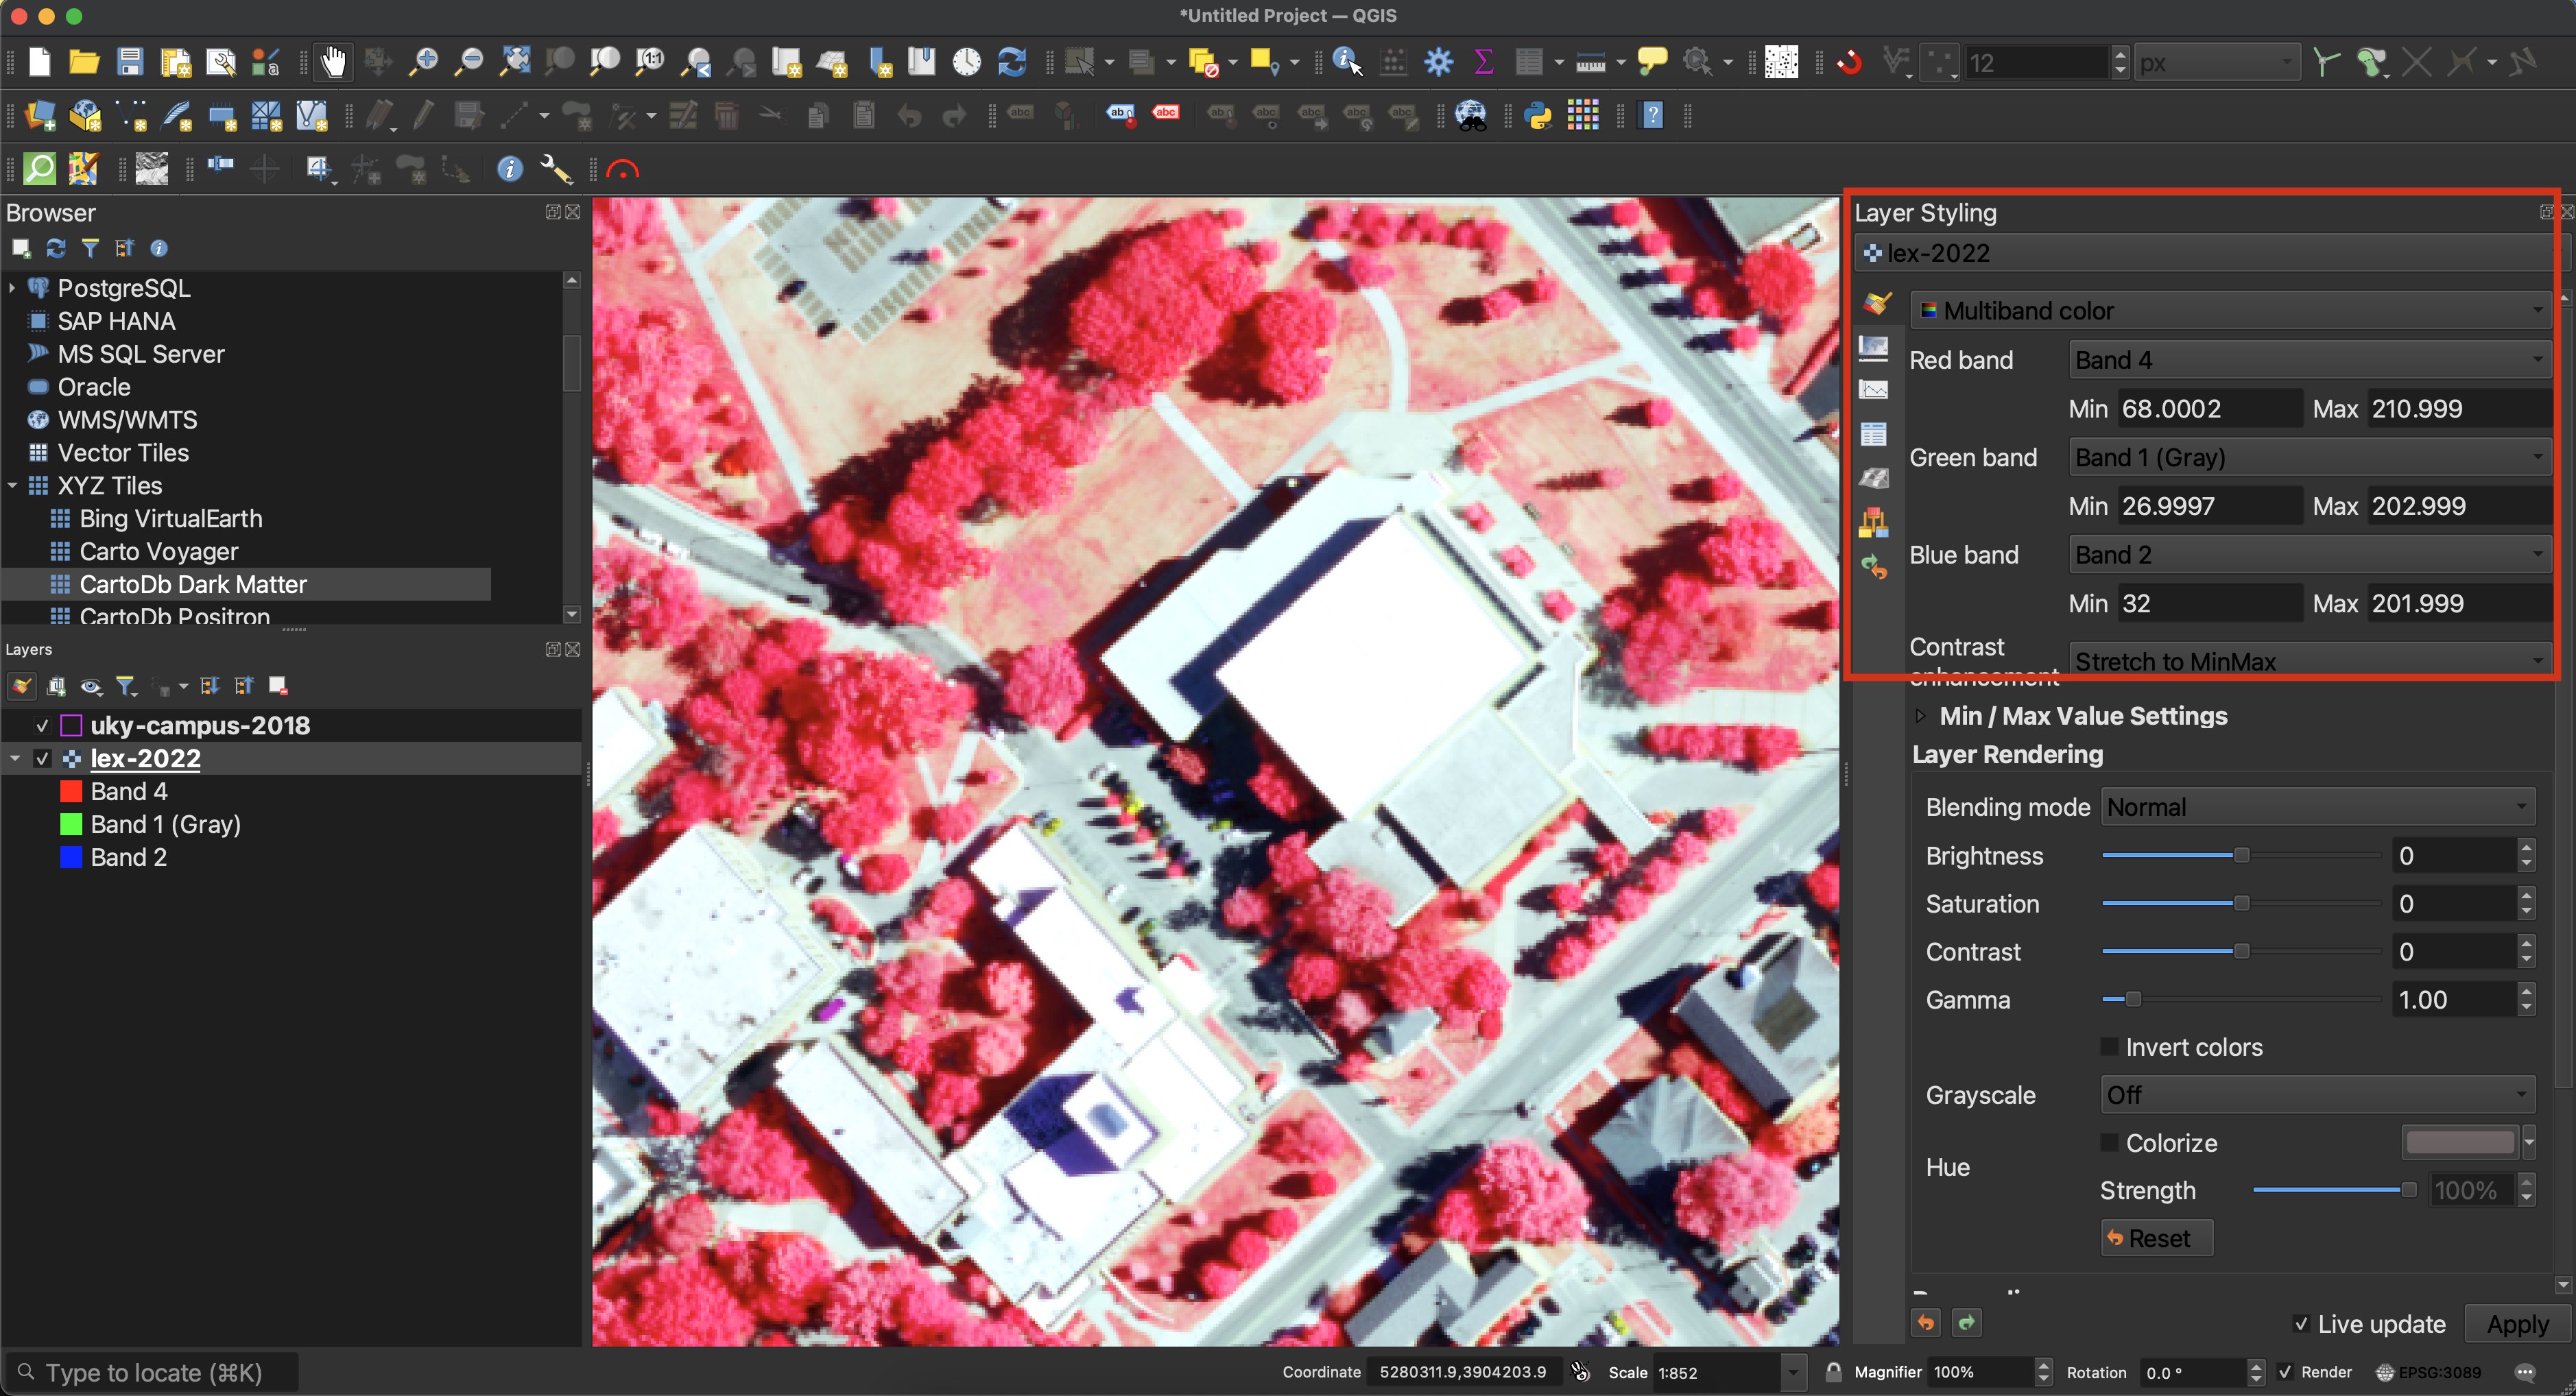 *Untitled Project — QGIS
12
px
Browser
PostgreSQL
SAP HANA
MS SQL Server
Oracle
WMS/WMTS
Vector Tiles
XYZ Tiles
Bing VirtualEarth
Carto Voyager
CartoDb Dark Matter
CartoDb Positron
Layers
uky-campus-2018
lex-2022
Band 4
Band 1 (Gray)
Band 2
Layer Styling
lex-2022
Multiband color
Red band Band 4
Min 68.0002 Max 210.999
Green band Band 1 (Gray)
Min 26.9997 Max 202.999
Blue band Band 2
Min 32 Max 201.999
Contrast
enhancement Stretch to MinMax
Min / Max Value Settings
Layer Rendering
Blending mode Normal
Brightness 0
Saturation 0
Contrast 0
Gamma 1.00
Invert colors
Grayscale Off
Hue Colorize
Strength 100%
Reset
Live update Apply
Type to locate (⌘K)
Coordinate 5280311.9,3904203.9 Scale 1:852 Magnifier 100% Rotation 0.0 ° Render EPSG:3089